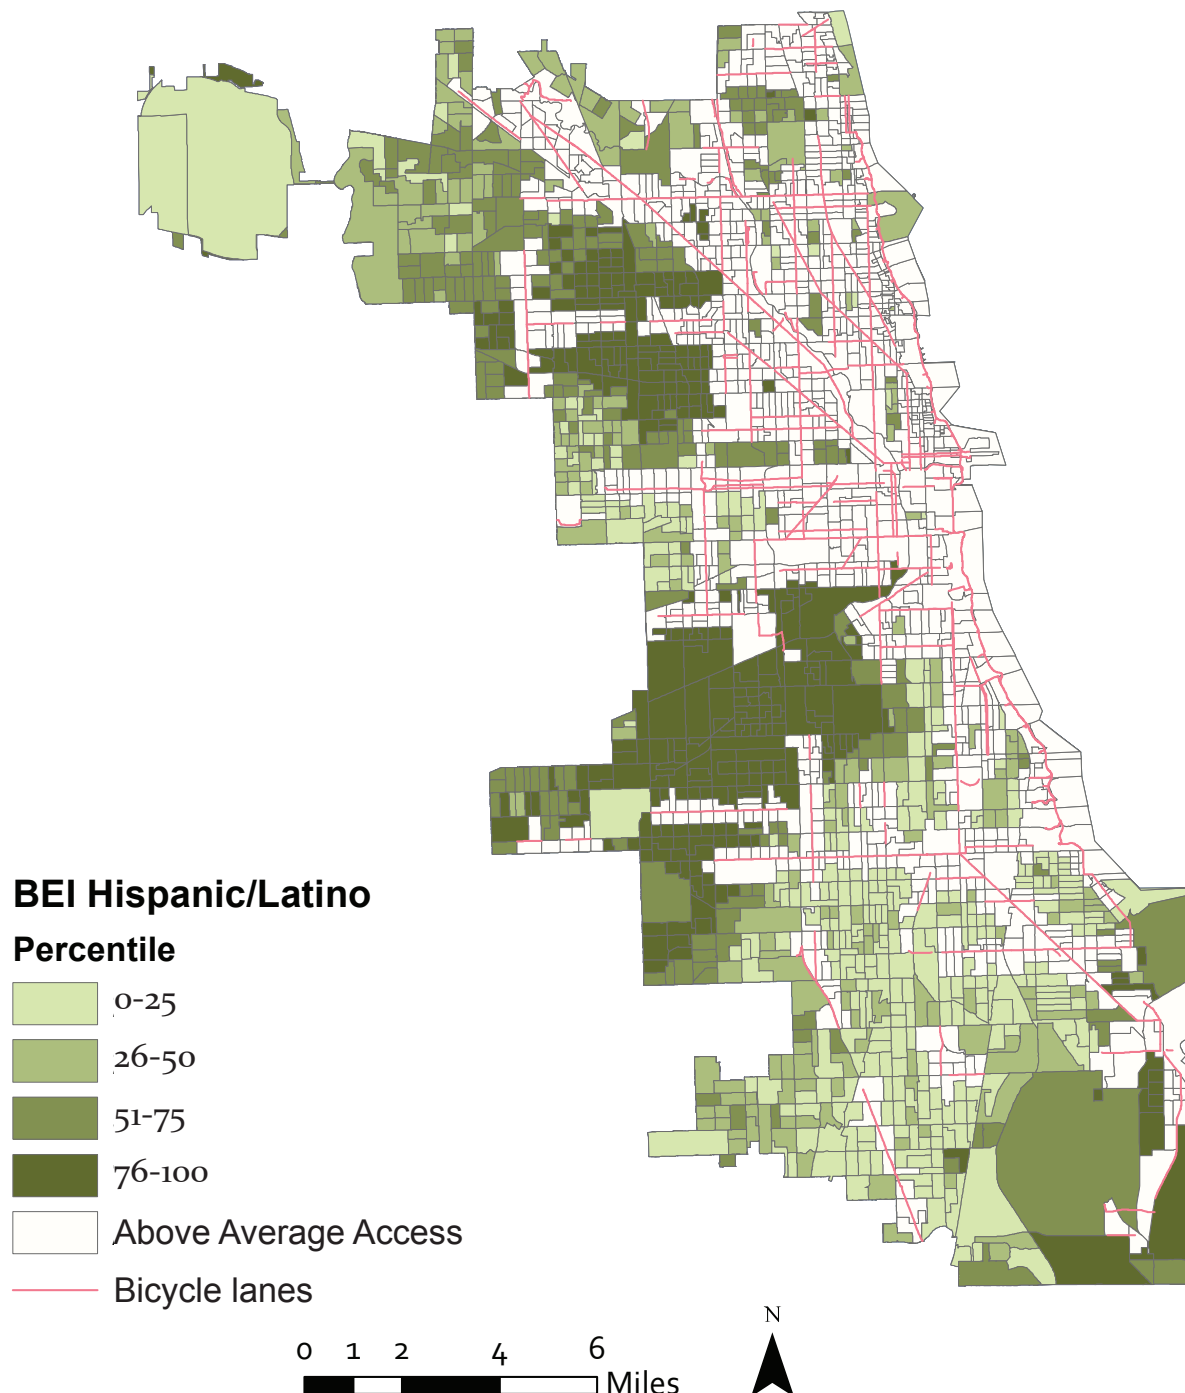 BEI Hispanic/Latino
Percentile
0-25
26-50
51-75
76-100
Above Average Access
Bicycle lanes
N
0 1 2 4 6
Miles